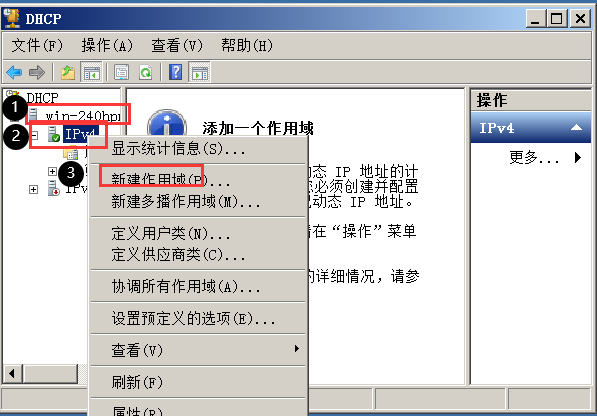 DHCP
文件(F) 操作(A) 查看(V) 帮助(H)
DHCP
1
win-240hpu
2
IPv4
3
添加一个作用域
动态 IP 地址的计
您必须创建并配置
动态 IP 地址。
请在“操作”菜单
的详细情况，请参
显示统计信息(S)...
新建作用域(P)...
新建多播作用域(M)...
定义用户类(N)...
定义供应商类(C)...
协调所有作用域(A)...
设置预定义的选项(E)...
查看(V)
刷新(F)
属性(R)
操作
IPv4
更多...